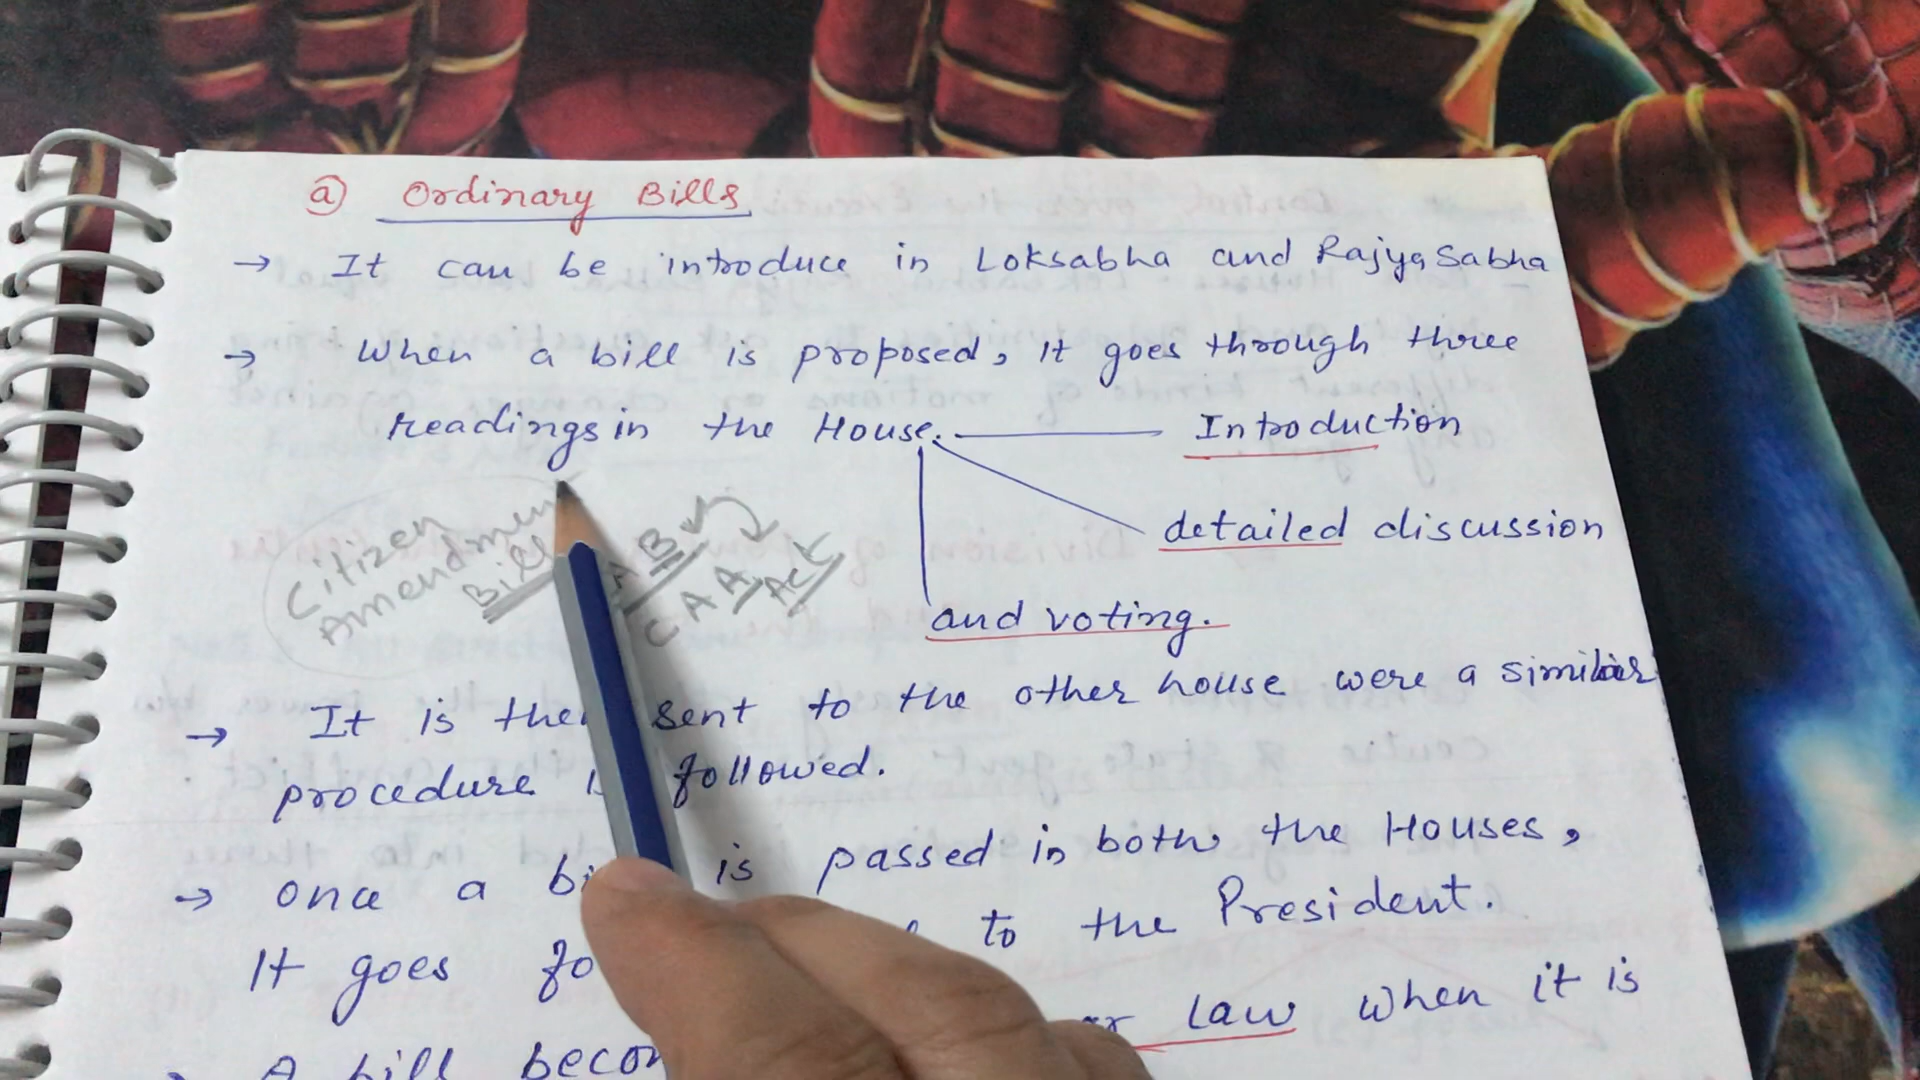 a) Ordinary Bills
→ It can be introduce in Loksabha and Rajya Sabha
→ When a bill is proposed, it goes through three
readings in the House. Introduction
detailed discussion
and voting.
Citizen
Amendment
Bill
B
CAA Act
→ It is then sent to the other house were a similar
procedure is followed.
→ Once a is passed in both the Houses,
It goes to the President.
→ A bill or Law when it is